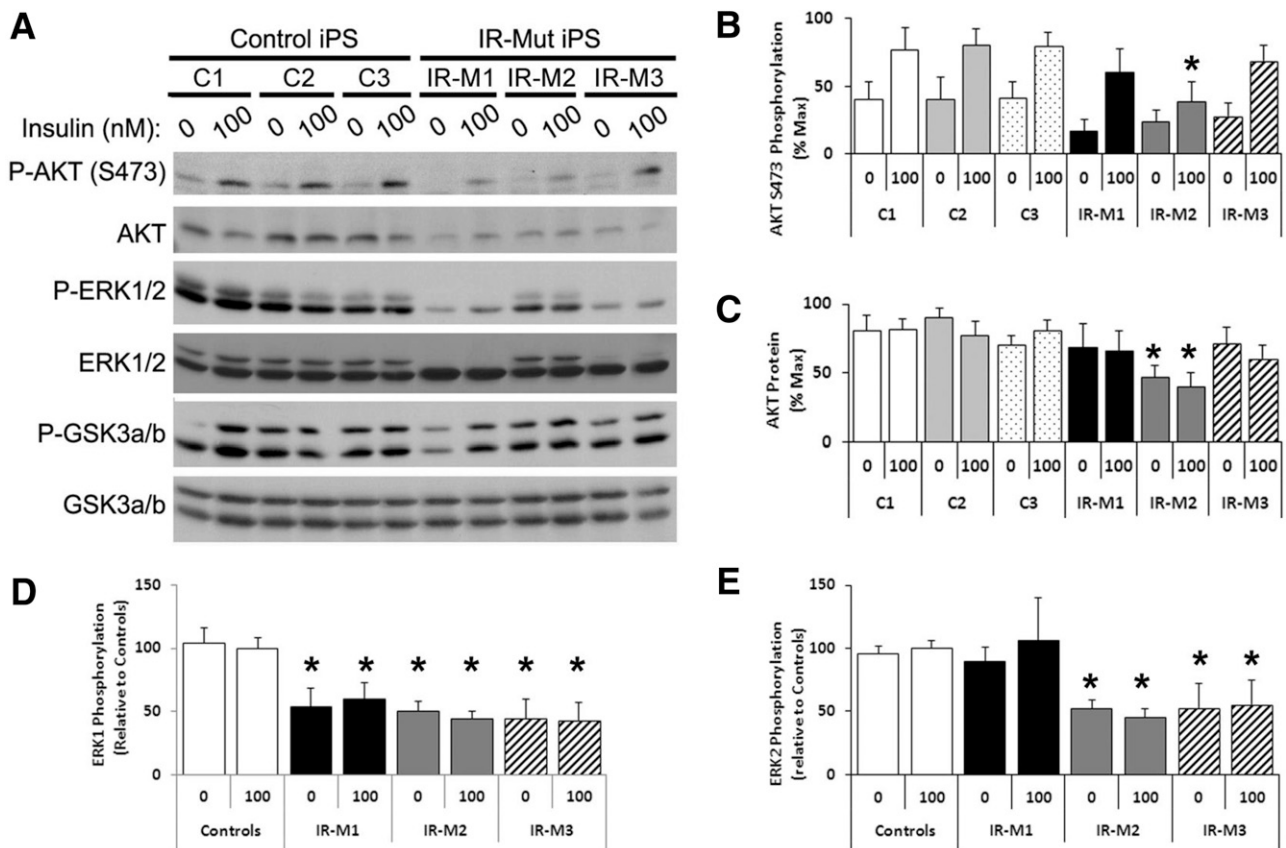 A
Control iPS IR-Mut iPS
C1 C2 C3 IR-M1 IR-M2 IR-M3
Insulin (nM): 0 100 0 100 0 100 0 100 0 100 0 100
P-AKT (S473)
AKT
P-ERK1/2
ERK1/2
P-GSK3a/b
GSK3a/b
B
AKT S473 Phosphorylation
(% Max)
100
50
0
*
0 100 0 100 0 100 0 100 0 100 0 100
C1 C2 C3 IR-M1 IR-M2 IR-M3
C
AKT Protein
(% Max)
100
50
0
* *
0 100 0 100 0 100 0 100 0 100 0 100
C1 C2 C3 IR-M1 IR-M2 IR-M3
D
ERK1 Phosphorylation
(Relative to Controls)
150
100
50
0
* * * * * *
0 100 0 100 0 100 0 100
Controls IR-M1 IR-M2 IR-M3
E
ERK2 Phosphorylation
(relative to Controls)
150
100
50
0
* * * *
0 100 0 100 0 100 0 100
Controls IR-M1 IR-M2 IR-M3